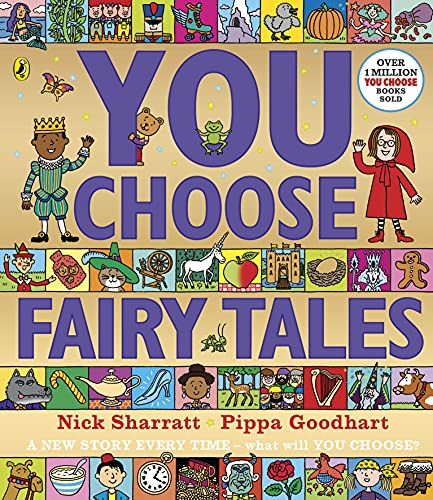 YOU
CHOOSE
FAIRY TALES
OVER
1 MILLION
YOU CHOOSE
BOOKS
SOLD
Nick Sharratt ★ Pippa Goodhart
A NEW STORY EVERY TIME – what will YOU CHOOSE?